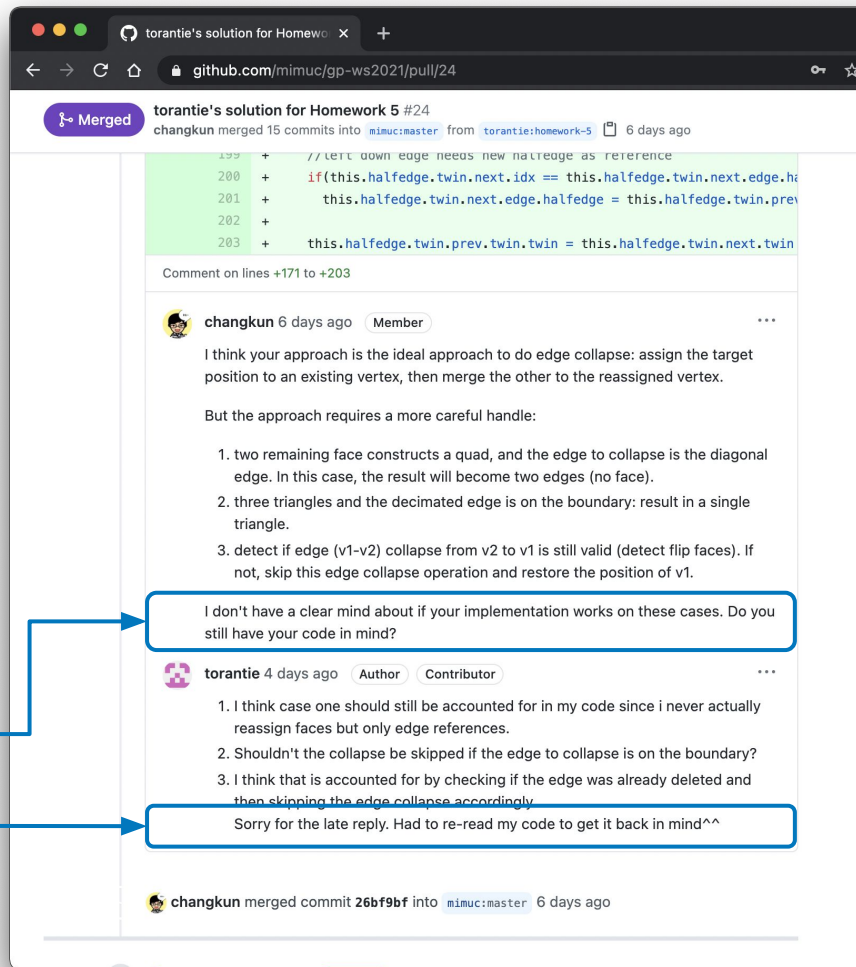 torantie's solution for Homewo
github.com/mimuc/gp-ws2021/pull/24
Merged
torantie's solution for Homework 5 #24
changkun merged 15 commits into mimuc:master from torantie:homework-5 6 days ago
199 + //left down edge needs new halfedge as reference
200 + if(this.halfedge.twin.next.idx == this.halfedge.twin.next.edge.ha
201 + this.halfedge.twin.next.edge.halfedge = this.halfedge.twin.prev
202 +
203 + this.halfedge.twin.prev.twin.twin = this.halfedge.twin.next.twin
Comment on lines +171 to +203
changkun 6 days ago Member
I think your approach is the ideal approach to do edge collapse: assign the target
position to an existing vertex, then merge the other to the reassigned vertex.
But the approach requires a more careful handle:
1. two remaining face constructs a quad, and the edge to collapse is the diagonal
edge. In this case, the result will become two edges (no face).
2. three triangles and the decimated edge is on the boundary: result in a single
triangle.
3. detect if edge (v1-v2) collapse from v2 to v1 is still valid (detect flip faces). If
not, skip this edge collapse operation and restore the position of v1.
I don't have a clear mind about if your implementation works on these cases. Do you
still have your code in mind?
torantie 4 days ago Author Contributor
1. I think case one should still be accounted for in my code since i never actually
reassign faces but only edge references.
2. Shouldn't the collapse be skipped if the edge to collapse is on the boundary?
3. I think that is accounted for by checking if the edge was already deleted and
then skipping the edge collapse accordingly
Sorry for the late reply. Had to re-read my code to get it back in mind^^
changkun merged commit 26bf9bf into mimuc:master 6 days ago